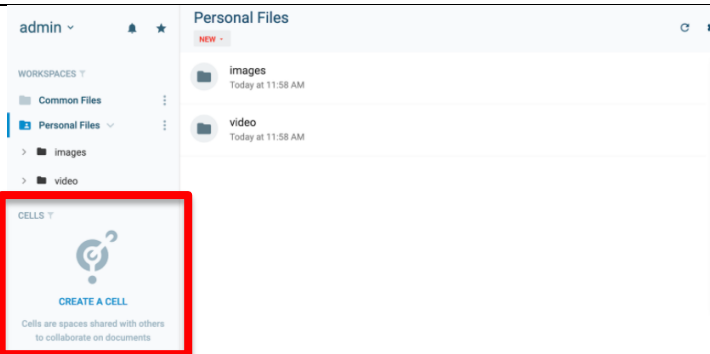 admin
WORKSPACES
Common Files
Personal Files
images
video
CELLS
CREATE A CELL
Cells are spaces shared with others
to collaborate on documents
Personal Files
NEW
images
Today at 11:58 AM
video
Today at 11:58 AM